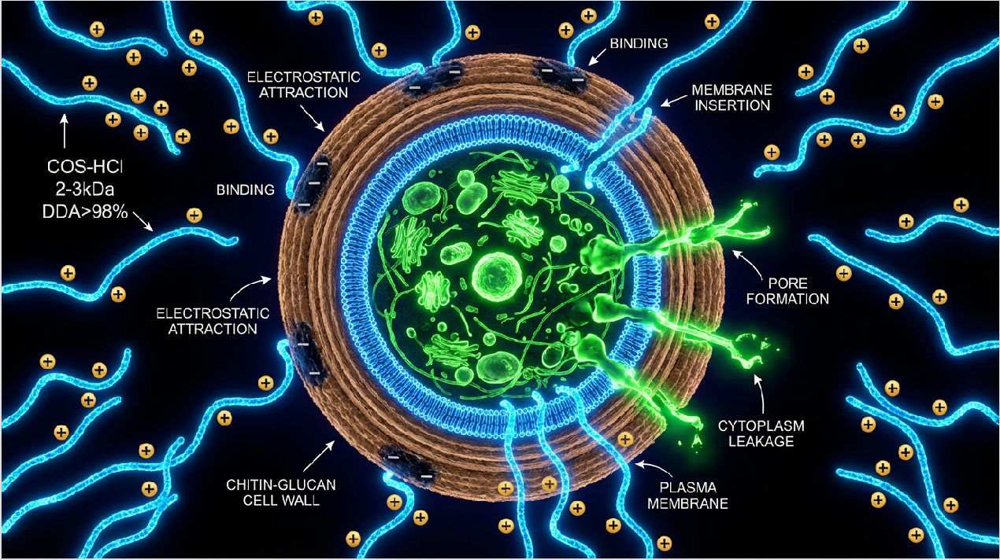 BINDING
ELECTROSTATIC
ATTRACTION
MEMBRANE
INSERTION
COS-HCl
2-3kDa
DDA>98%
BINDING
PORE
FORMATION
ELECTROSTATIC
ATTRACTION
CYTOPLASM
LEAKAGE
CHITIN-GLUCAN
CELL WALL
PLASMA
MEMBRANE